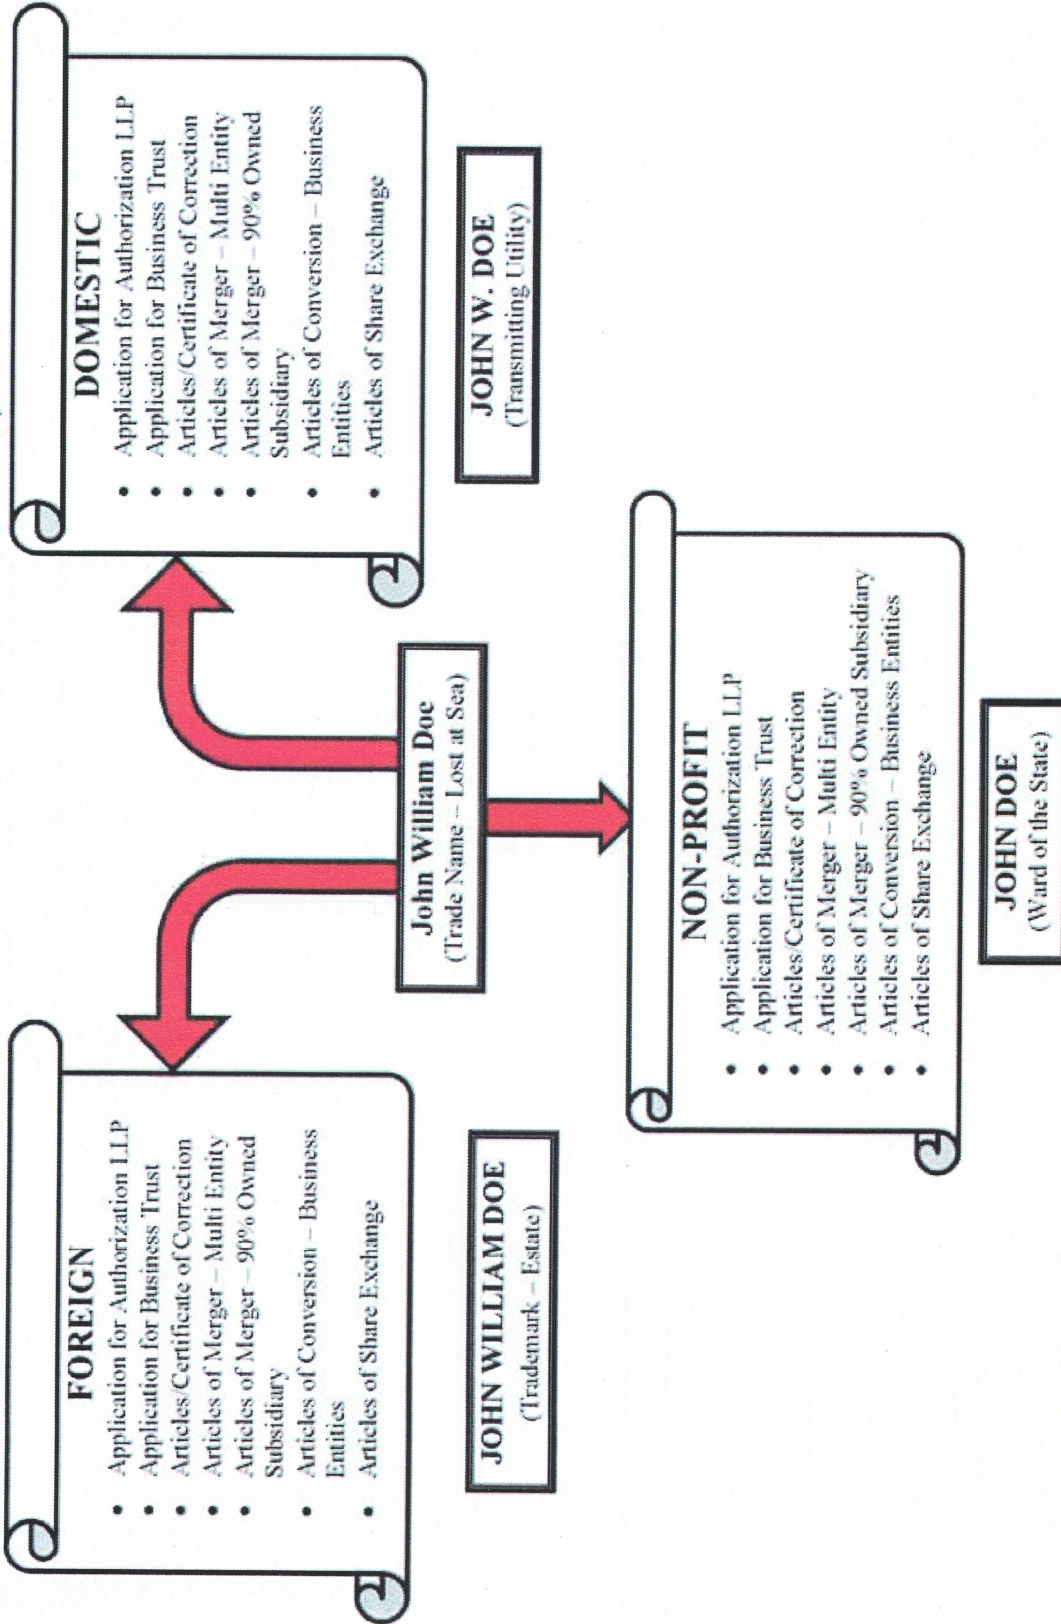 FOREIGN
• Application for Authorization LLP
• Application for Business Trust
• Articles/Certificate of Correction
• Articles of Merger – Multi Entity
• Articles of Merger – 90% Owned
Subsidiary
• Articles of Conversion – Business
Entities
• Articles of Share Exchange
JOHN WILLIAM DOE
(Trademark – Estate)
John William Doe
(Trade Name – Lost at Sea)
DOMESTIC
• Application for Authorization LLP
• Application for Business Trust
• Articles/Certificate of Correction
• Articles of Merger – Multi Entity
• Articles of Merger – 90% Owned
Subsidiary
• Articles of Conversion – Business
Entities
• Articles of Share Exchange
JOHN W. DOE
(Transmitting Utility)
NON-PROFIT
• Application for Authorization LLP
• Application for Business Trust
• Articles/Certificate of Correction
• Articles of Merger – Multi Entity
• Articles of Merger – 90% Owned Subsidiary
• Articles of Conversion – Business Entities
• Articles of Share Exchange
JOHN DOE
(Ward of the State)